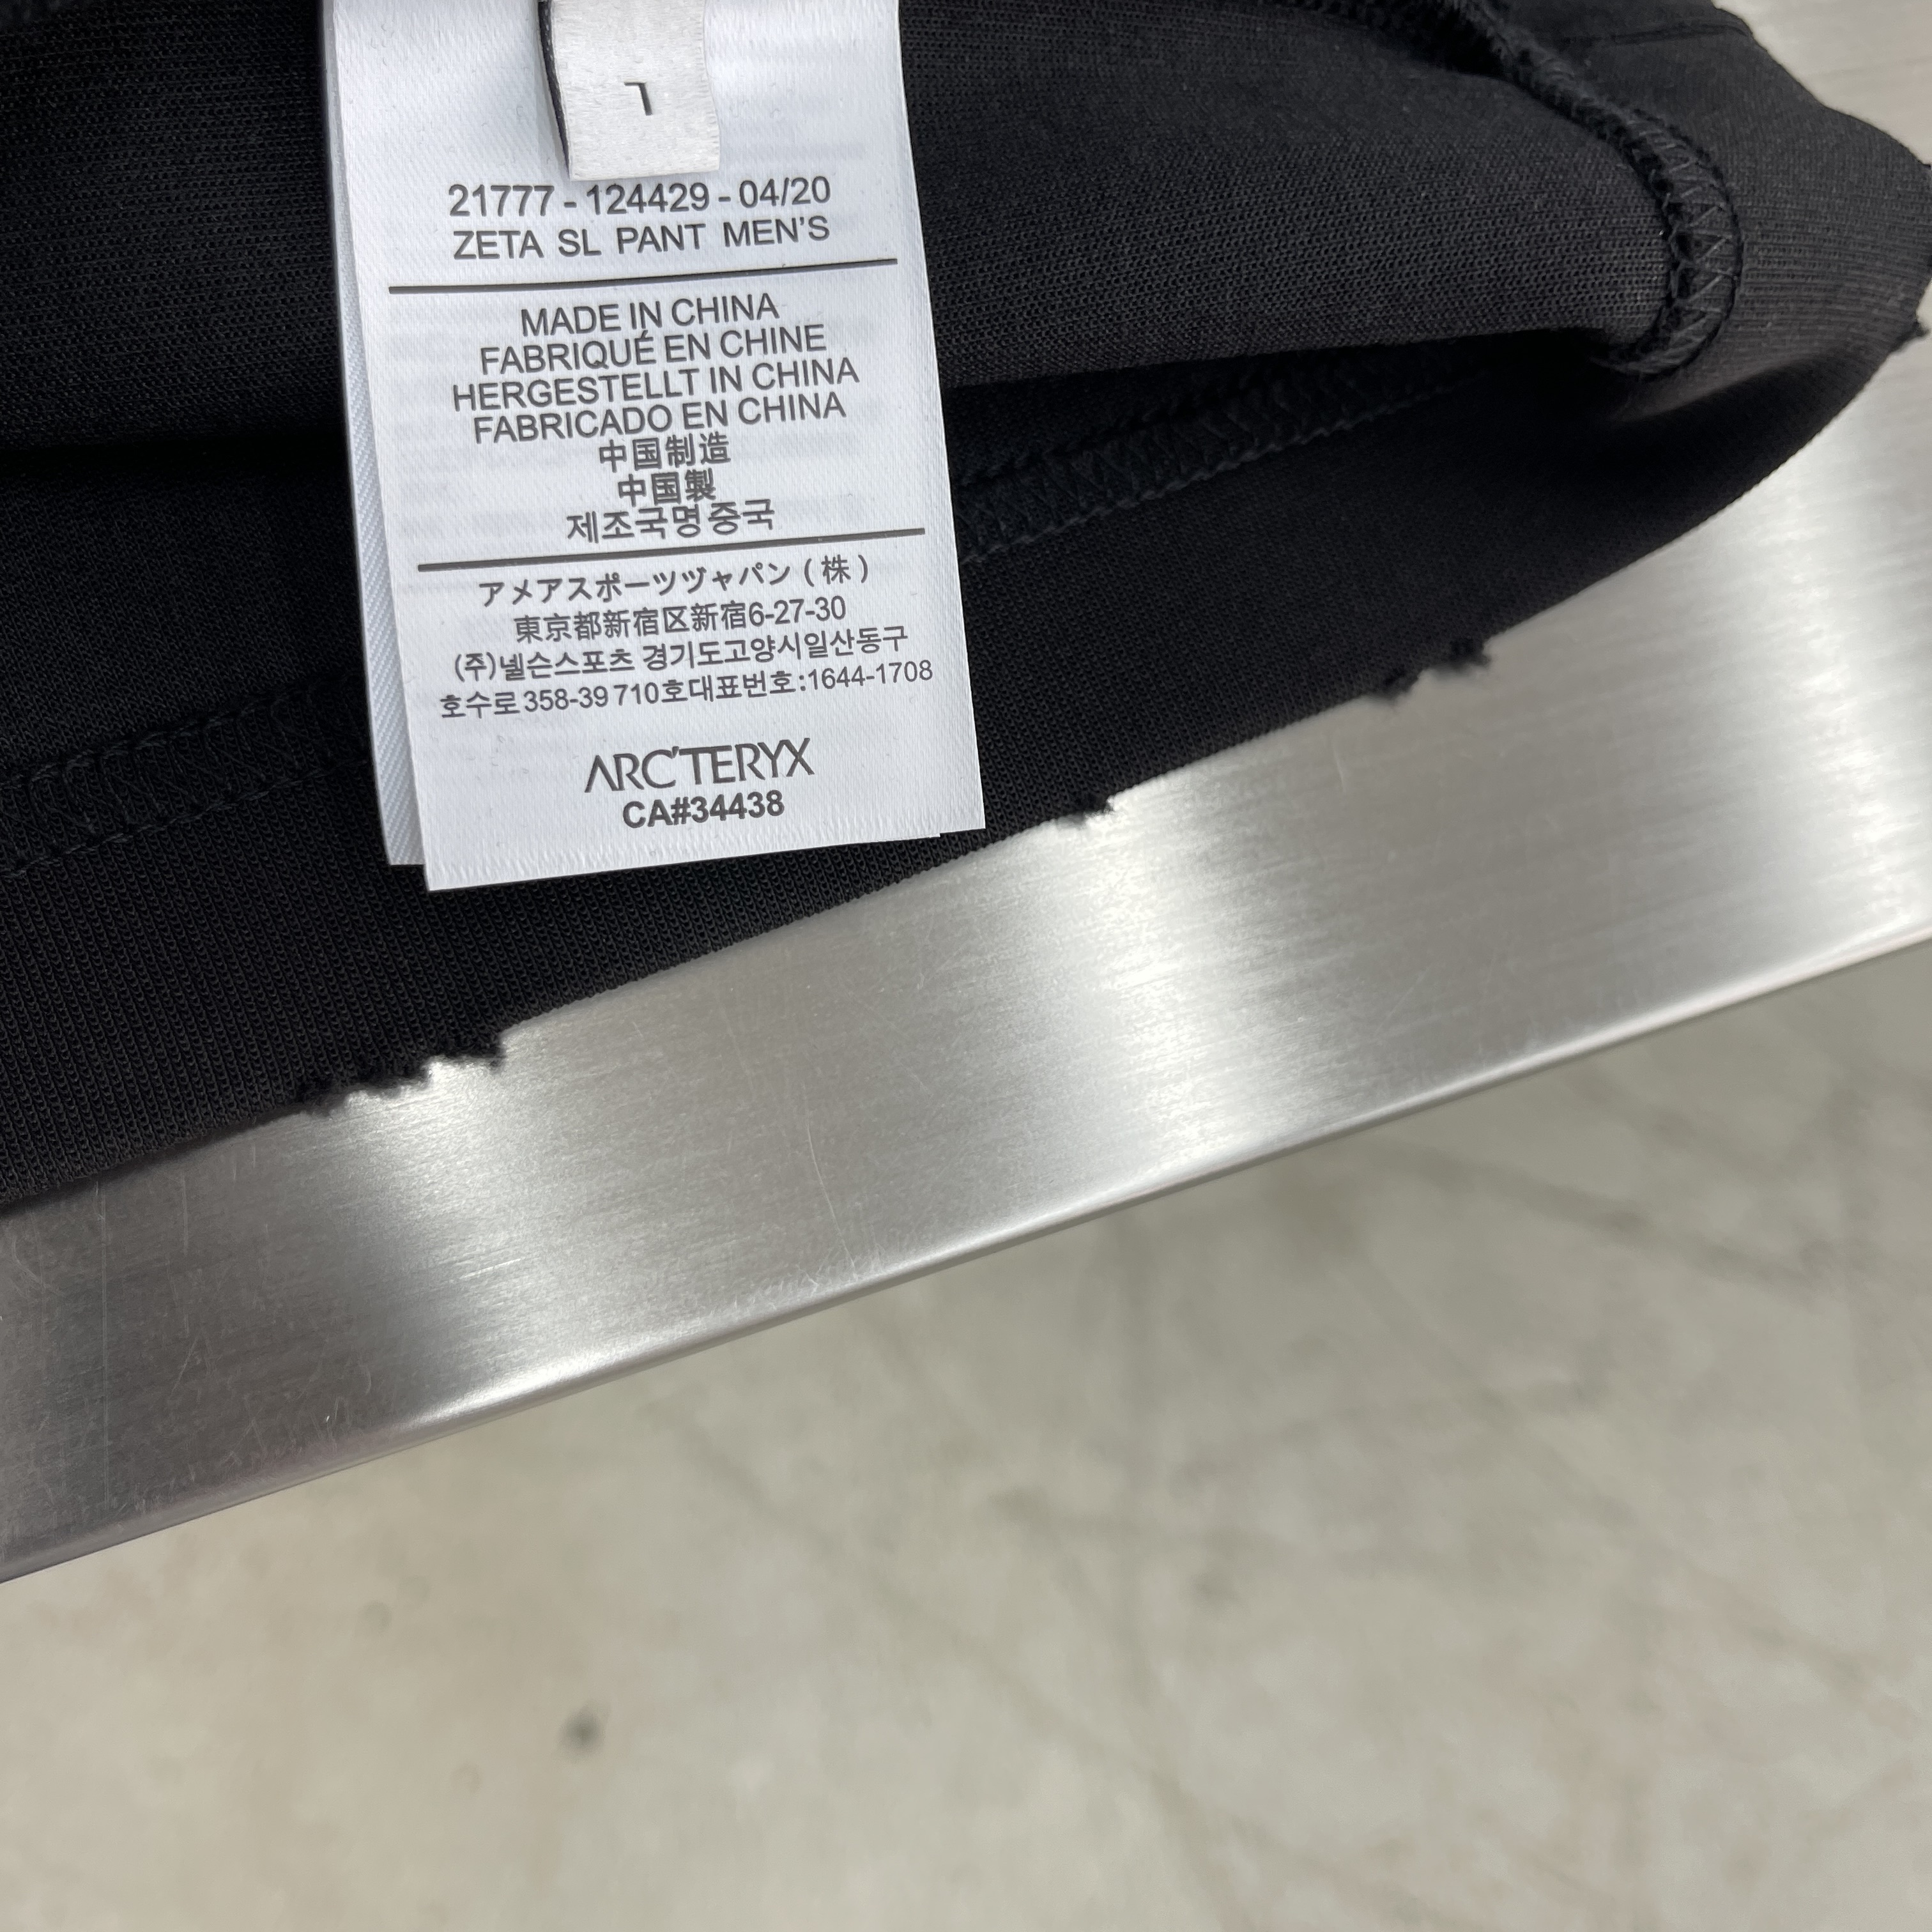 L
21777 - 124429 - 04/20
ZETA SL PANT MEN'S
MADE IN CHINA
FABRIQUÉ EN CHINE
HERGESTELLT IN CHINA
FABRICADO EN CHINA
中国制造
中国製
제조국명중국
アメアスポーツヅャパン(株)
東京都新宿区新宿6-27-30
(주)넬슨스포츠 경기도고양시일산동구
호수로358-39 710호대표번호:1644-1708
ARC'TERYX
CA#34438